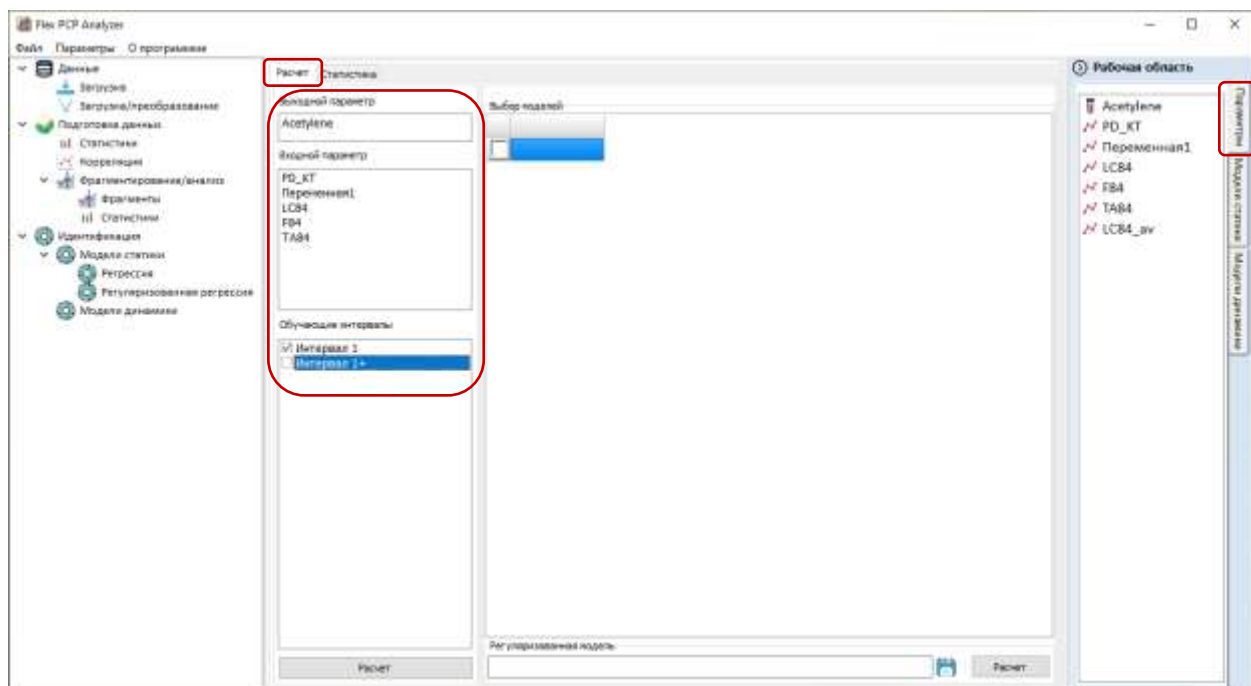 Flex PCP Analyzer
Файл Параметры О программе
Данные
Загрузка
Загрузка/преобразование
Подготовка данных
Статистики
Корреляция
Фрагментирование/анализ
Фрагменты
Статистики
Идентификация
Модели статики
Регрессия
Регуляризованная регрессия
Модели динамики
Расчет Статистика
Выходной параметр
Acetylene
Входной параметр
PD_KT
Переменная1
LC84
F84
TA84
Обучающие интервалы
Интервал 1
Интервал 1+
Расчет
Выбор моделей
Регуляризованная модель
Расчет
Рабочая область
Acetylene
PD_KT
Переменная1
LC84
F84
TA84
LC84_av
Параметры
Модели статики
Модели динамики